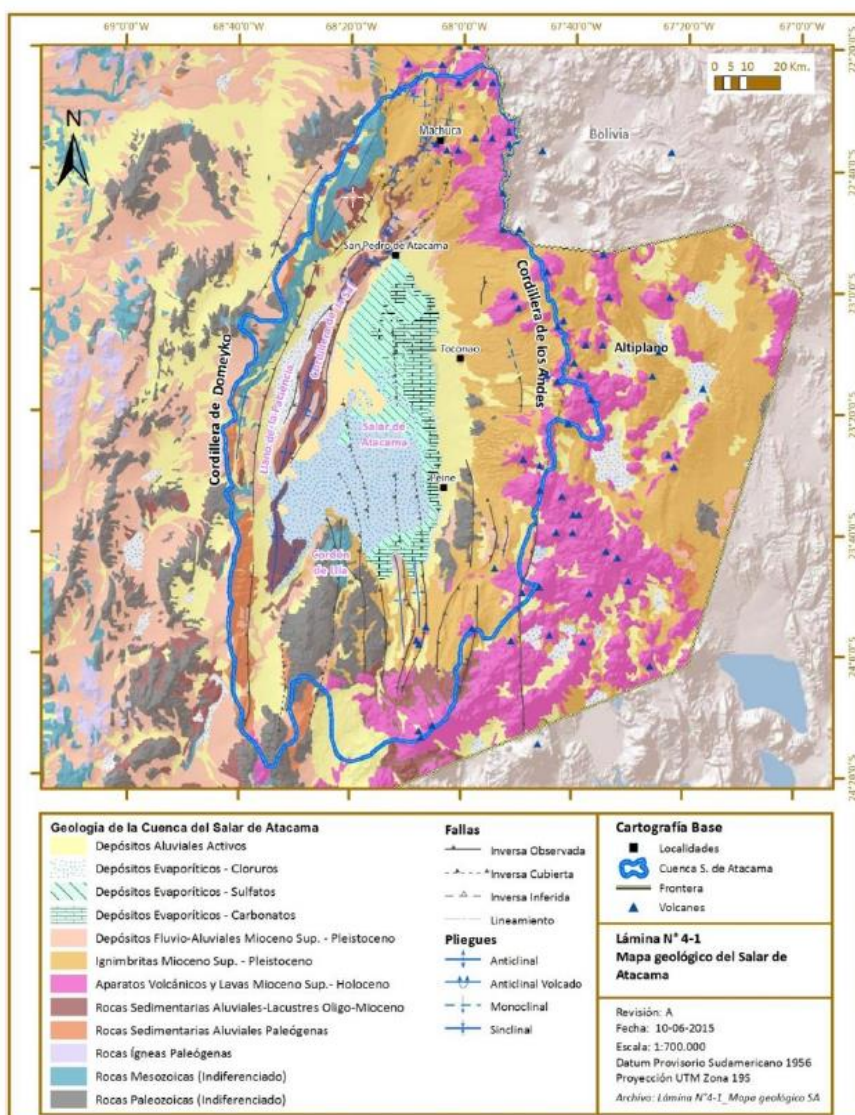 69°0'0"W
68°40'0"W
68°20'0"W
68°0'0"W
67°40'0"W
67°20'0"W
67°0'0"W
22°20'0"S
22°40'0"S
23°0'0"S
23°20'0"S
23°40'0"S
24°0'0"S
24°20'0"S
0 5 10 20 Km.
N
Bolivia
Machuca
San Pedro de Atacama
Cordillera de la Sal
Cordillera de los Andes
Toconao
Altiplano
Cordillera de Domeyko
Llano de la Paciencia
Salar de
Atacama
Peine
Cordón
de Lila
Geología de la Cuenca del Salar de Atacama
Depósitos Aluviales Activos
Depósitos Evaporíticos - Cloruros
Depósitos Evaporíticos - Sulfatos
Depósitos Evaporíticos - Carbonatos
Depósitos Fluvio-Aluviales Mioceno Sup. - Pleistoceno
Ignimbritas Mioceno Sup. - Pleistoceno
Aparatos Volcánicos y Lavas Mioceno Sup.- Holoceno
Rocas Sedimentarias Aluviales-Lacustres Oligo-Mioceno
Rocas Sedimentarias Aluviales Paleógenas
Rocas Ígneas Paleógenas
Rocas Mesozoicas (Indiferenciado)
Rocas Paleozoicas (Indiferenciado)
Fallas
Inversa Observada
Inversa Cubierta
Inversa Inferida
Lineamiento
Pliegues
Anticlinal
Anticlinal Volcado
Monoclinal
Sinclinal
Cartografía Base
Localidades
Cuenca S. de Atacama
Frontera
Volcanes
Lámina N° 4-1
Mapa geológico del Salar de
Atacama
Revisión: A
Fecha: 10-06-2015
Escala: 1:700.000
Datum Provisorio Sudamericano 1956
Proyección UTM Zona 19S
Archivo: Lámina N°4-1_Mapa geológico SA